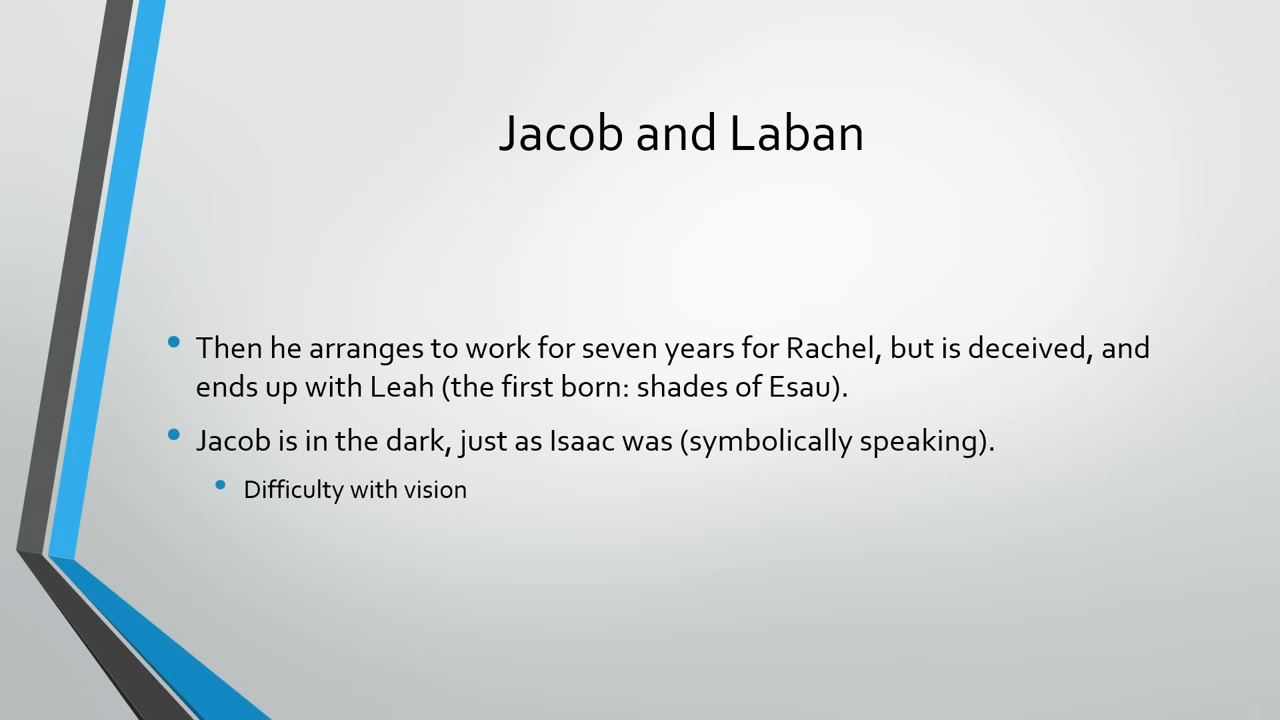 Jacob and Laban
• Then he arranges to work for seven years for Rachel, but is deceived, and
ends up with Leah (the first born: shades of Esau).
• Jacob is in the dark, just as Isaac was (symbolically speaking).
• Difficulty with vision